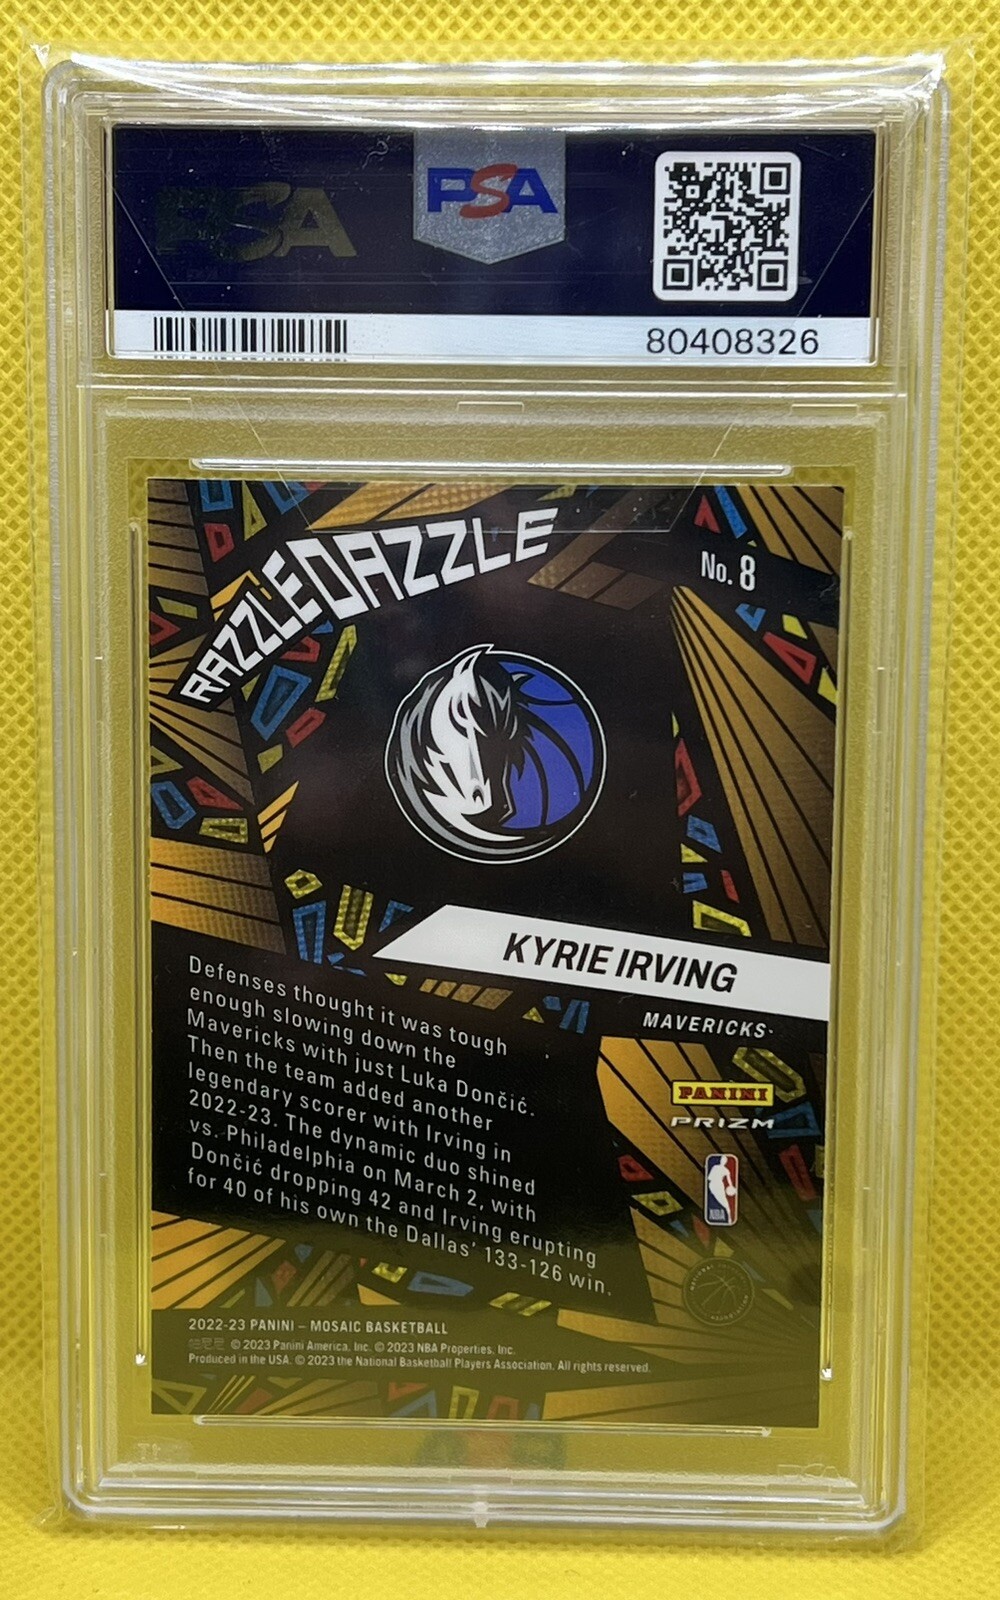 PSA
PSA
80408326
RAZZLE DAZZLE
No. 8
KYRIE IRVING
MAVERICKS
Defenses thought it was tough
enough slowing down the
Mavericks with just Luka Dončić.
Then the team added another
legendary scorer with Irving in
2022-23. The dynamic duo shined
vs. Philadelphia on March 2, with
Dončić dropping 42 and Irving erupting
for 40 of his own the Dallas' 133-126 win.
PANINI
PRIZM
NBA
2022-23 PANINI – MOSAIC BASKETBALL
© 2023 Panini America, Inc. © 2023 NBA Properties, Inc.
Produced in the USA. © 2023 the National Basketball Players Association. All rights reserved.